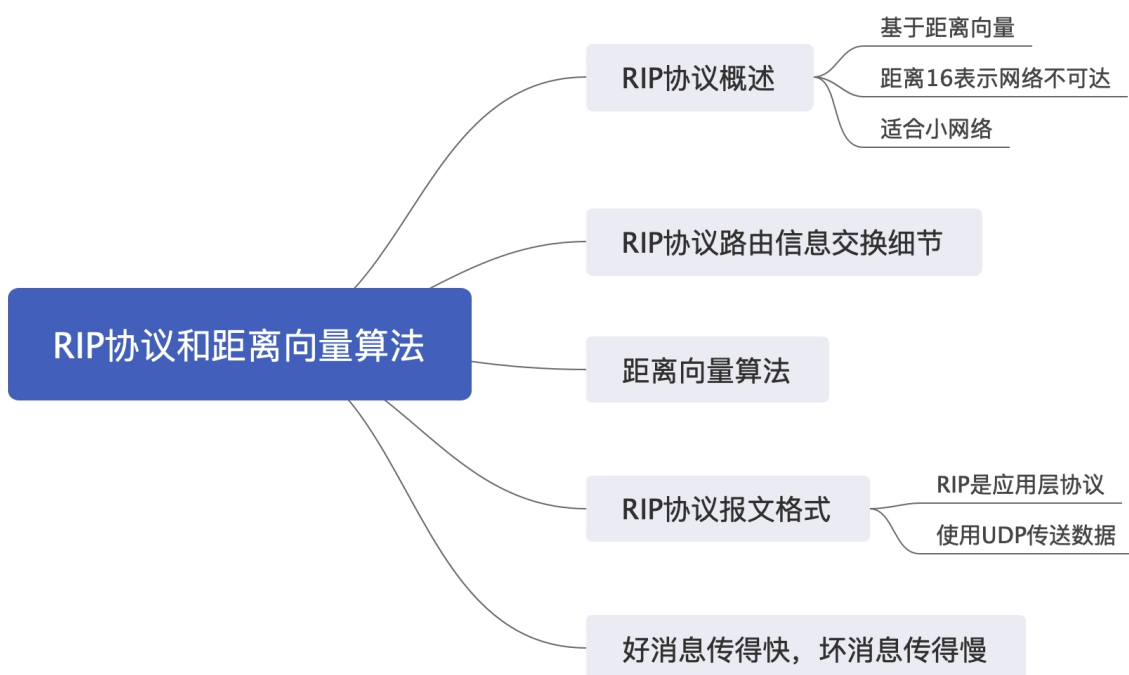 RIP协议和距离向量算法
RIP协议概述
基于距离向量
距离16表示网络不可达
适合小网络
RIP协议路由信息交换细节
距离向量算法
RIP协议报文格式
RIP是应用层协议
使用UDP传送数据
好消息传得快，坏消息传得慢